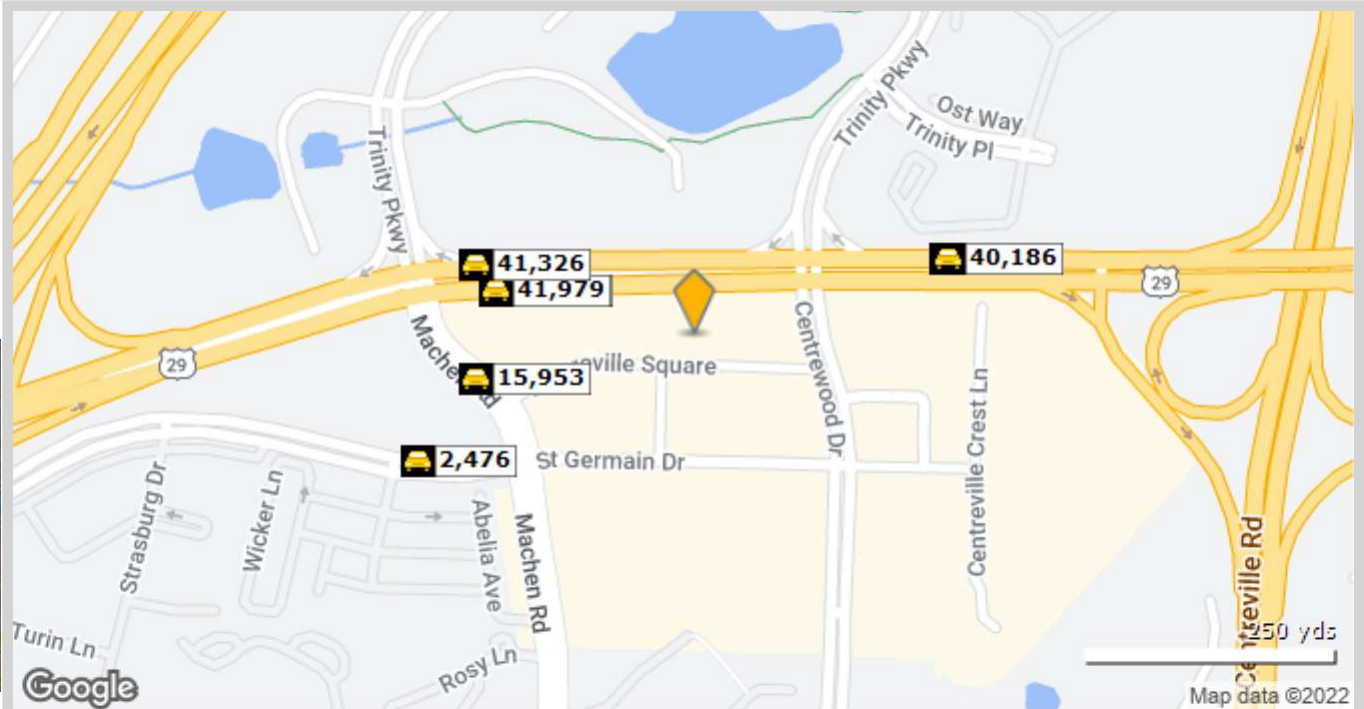 Ost Way
Trinity Pkwy
Trinity Pl
Trinity Pkwy
41,326
40,186
41,979
29
29
Machen Rd
ville Square
15,953
Centrewood Dr
Centreville Crest Ln
2,476
St Germain Dr
Strasburg Dr
Wicker Ln
Abelia Ave
Machen Rd
Centreville Rd
Turin Ln
Rosy Ln
250 yds
Google
Map data ©2022